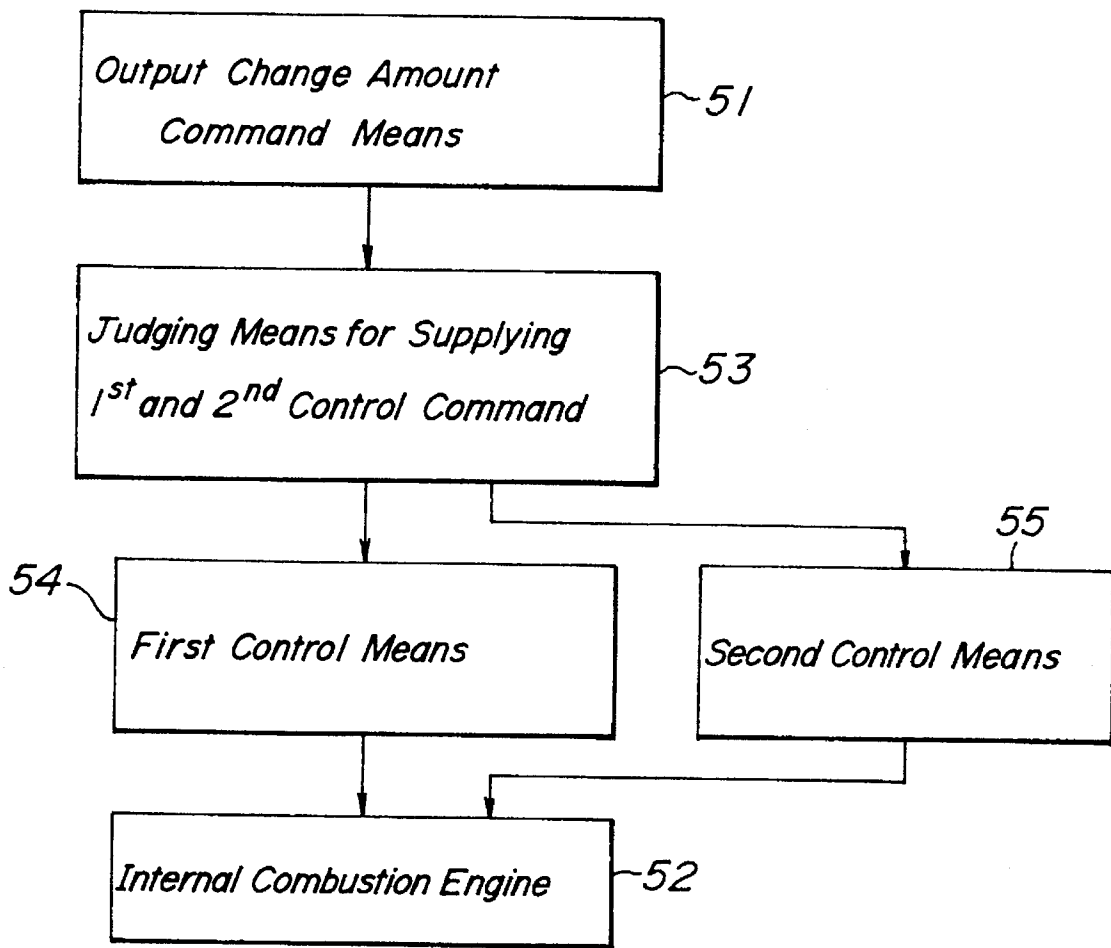 Output Change Amount
Command Means
51
Judging Means for Supplying
1st and 2nd Control Command
53
55
54
First Control Means
Second Control Means
Internal Combustion Engine
52